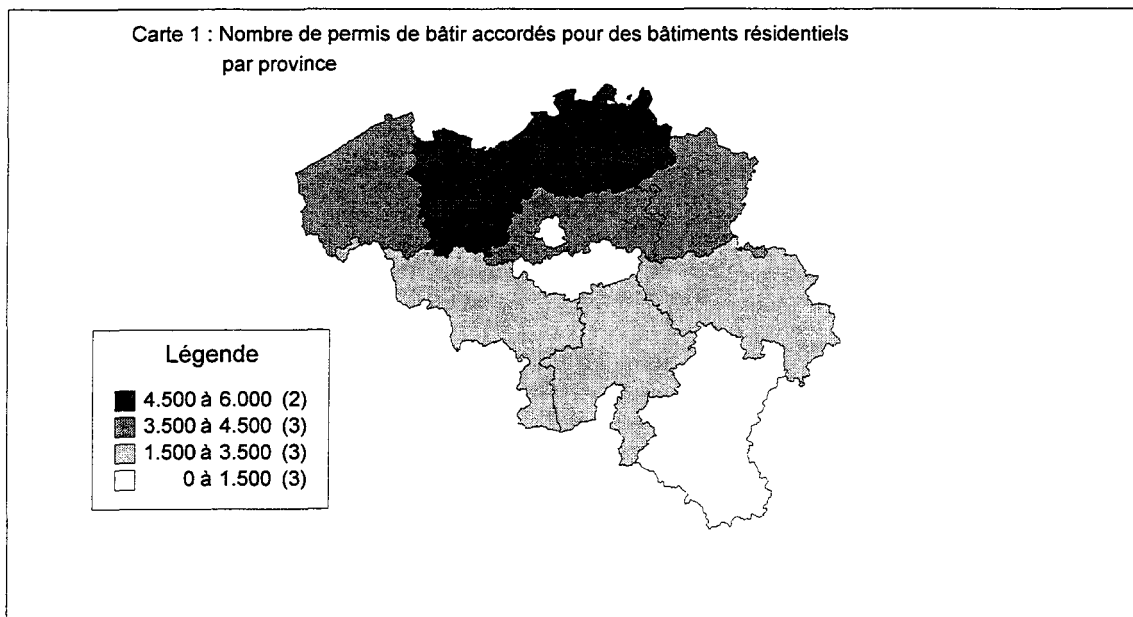 Carte 1 : Nombre de permis de bâtir accordés pour des bâtiments résidentiels
par province
Légende
4.500 à 6.000 (2)
3.500 à 4.500 (3)
1.500 à 3.500 (3)
0 à 1.500 (3)